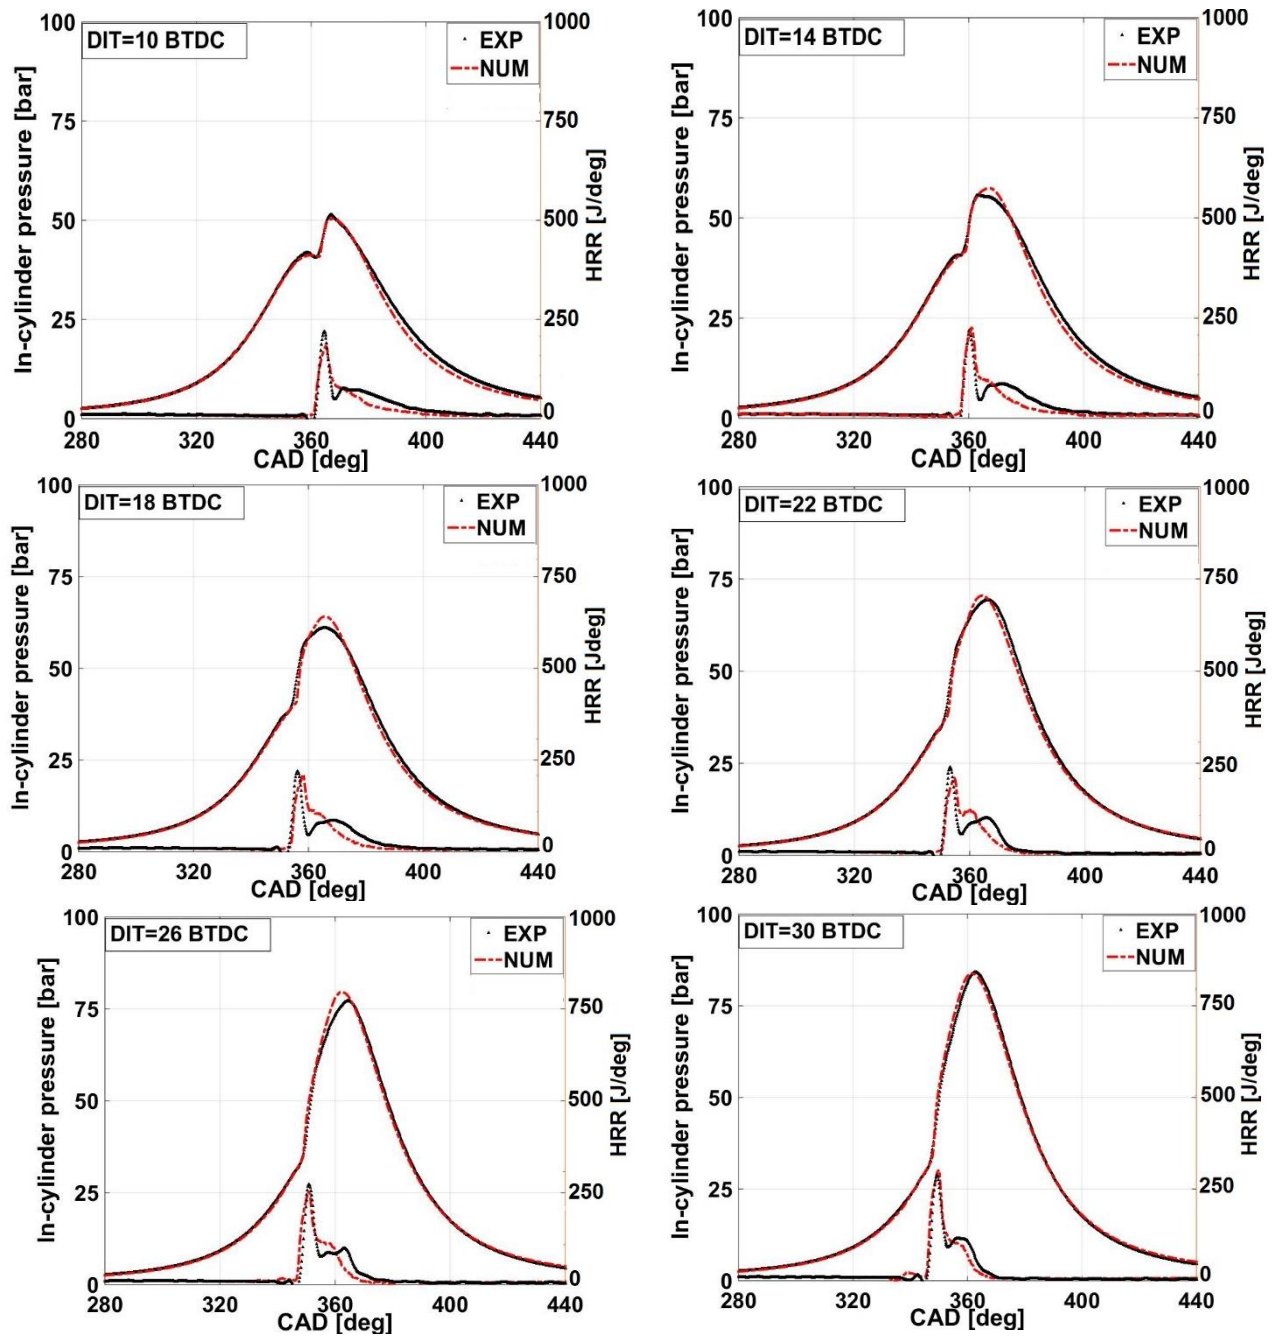 DIT=10 BTDC
EXP
NUM
In-cylinder pressure [bar]
100
75
50
25
0
HRR [J/deg]
1000
750
500
250
0
280 320 360 400 440
CAD [deg]
DIT=14 BTDC
EXP
NUM
In-cylinder pressure [bar]
100
75
50
25
0
HRR [J/deg]
1000
750
500
250
0
280 320 360 400 440
CAD [deg]
DIT=18 BTDC
EXP
NUM
In-cylinder pressure [bar]
100
75
50
25
0
HRR [Jdeg]
1000
750
500
250
0
280 320 360 400 440
CAD [deg]
DIT=22 BTDC
EXP
NUM
In-cylinder pressure [bar]
100
75
50
25
0
HRR [J/deg]
1000
750
500
250
0
280 320 360 400 440
CAD [deg]
DIT=26 BTDC
EXP
NUM
In-cylinder pressure [bar]
100
75
50
25
0
HRR [J/deg]
1000
750
500
250
0
280 320 360 400 440
CAD [deg]
DIT=30 BTDC
EXP
NUM
In-cylinder pressure [bar]
100
75
50
25
0
HRR [J/deg]
1000
750
500
250
0
280 320 360 400 440
CAD [deg]